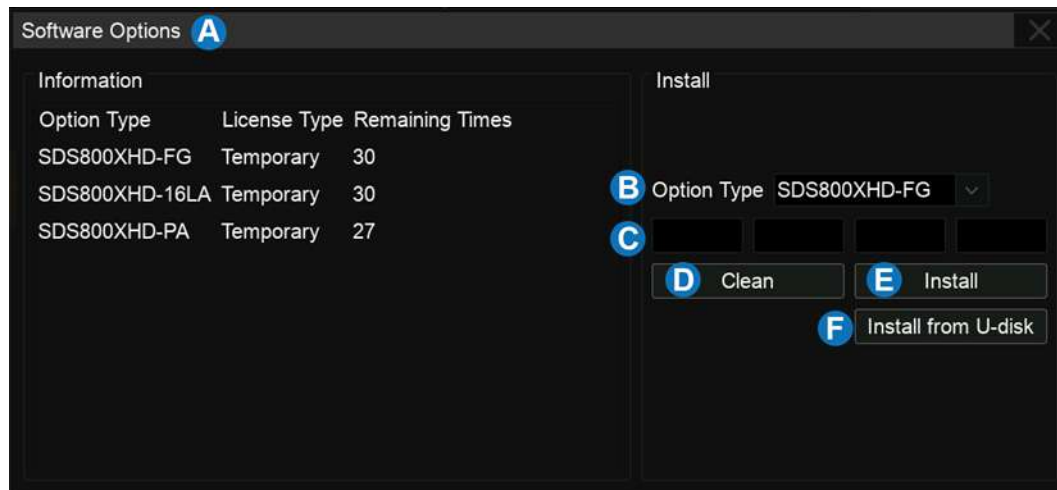 Software Options A
Information
Option Type License Type Remaining Times
SDS800XHD-FG Temporary 30
SDS800XHD-16LA Temporary 30
SDS800XHD-PA Temporary 27
Install
B Option Type SDS800XHD-FG
C
D Clean E Install
F Install from U-disk